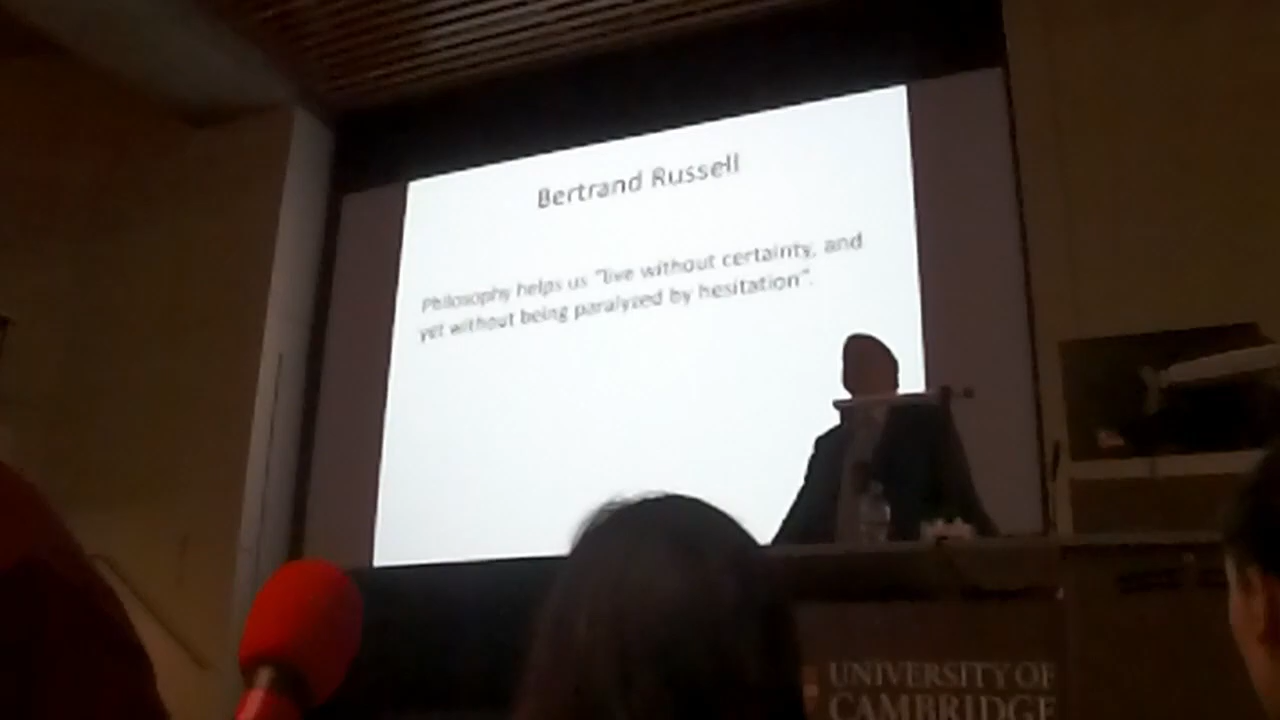 Bertrand Russell
Philosophy helps us "live without certainty, and
yet without being paralyzed by hesitation".
UNIVERSITY OF
CAMBRIDGE